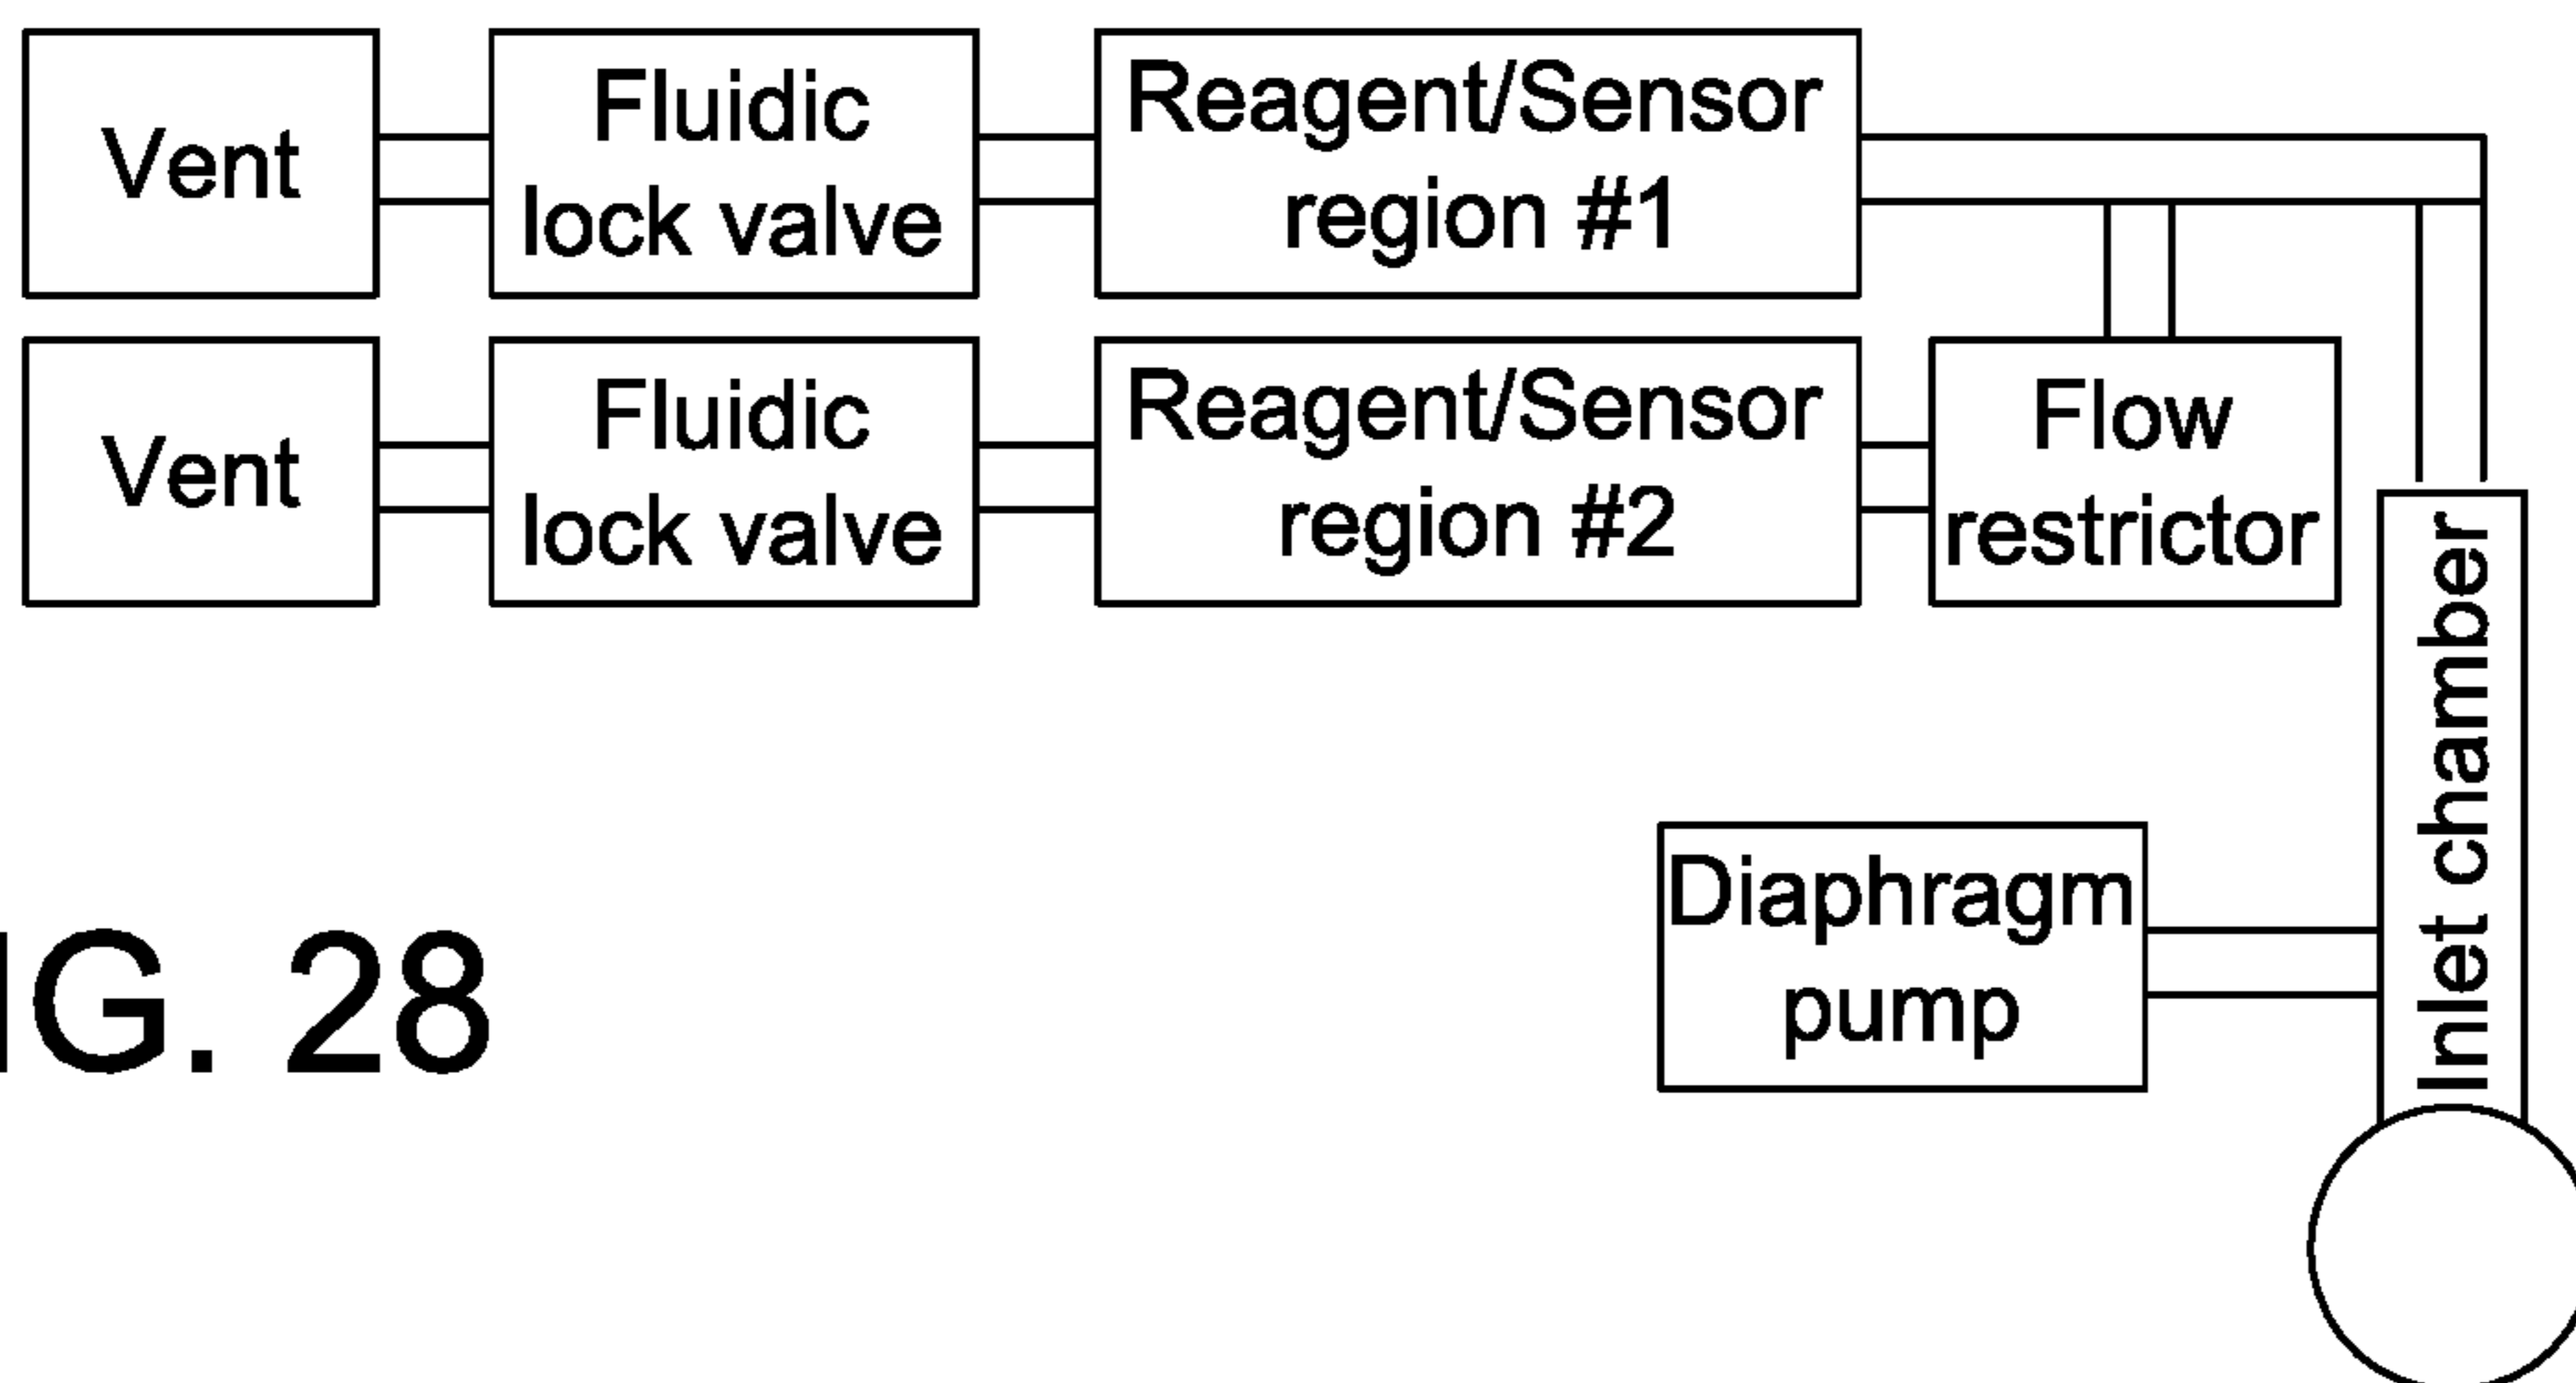 Vent
Fluidic
lock valve
Reagent/Sensor
region #1
Vent
Fluidic
lock valve
Reagent/Sensor
region #2
Flow
restrictor
Inlet chamber
Diaphragm
pump
IG. 28